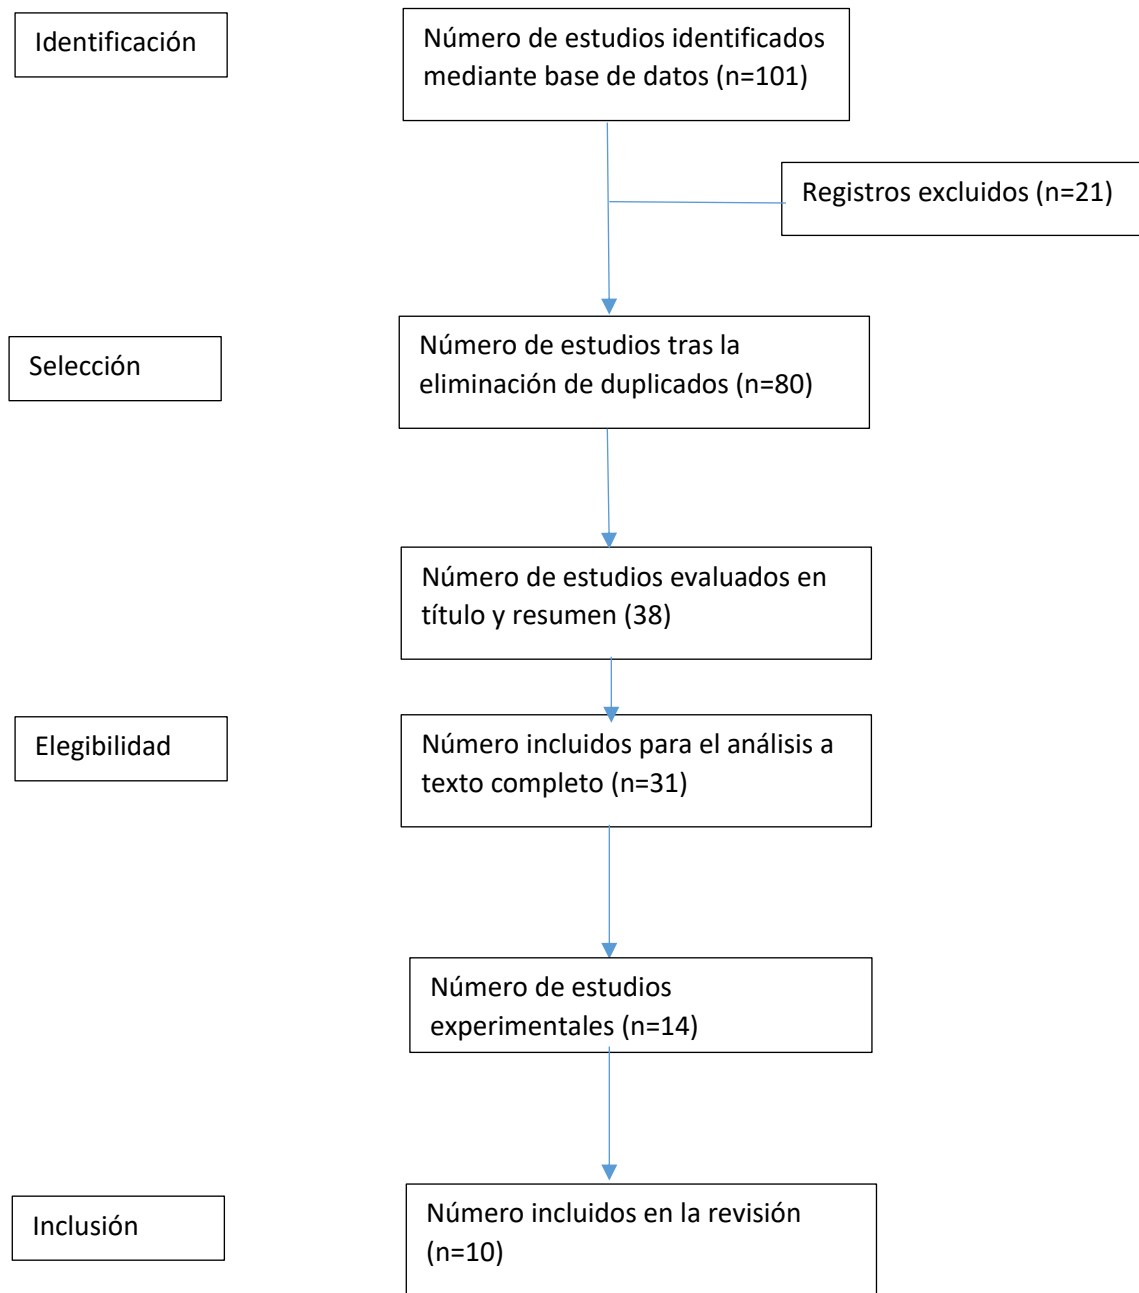 Identificación
Número de estudios identificados
mediante base de datos (n=101)
Registros excluidos (n=21)
Selección
Número de estudios tras la
eliminación de duplicados (n=80)
Número de estudios evaluados en
título y resumen (38)
Elegibilidad
Número incluidos para el análisis a
texto completo (n=31)
Número de estudios
experimentales (n=14)
Inclusión
Número incluidos en la revisión
(n=10)